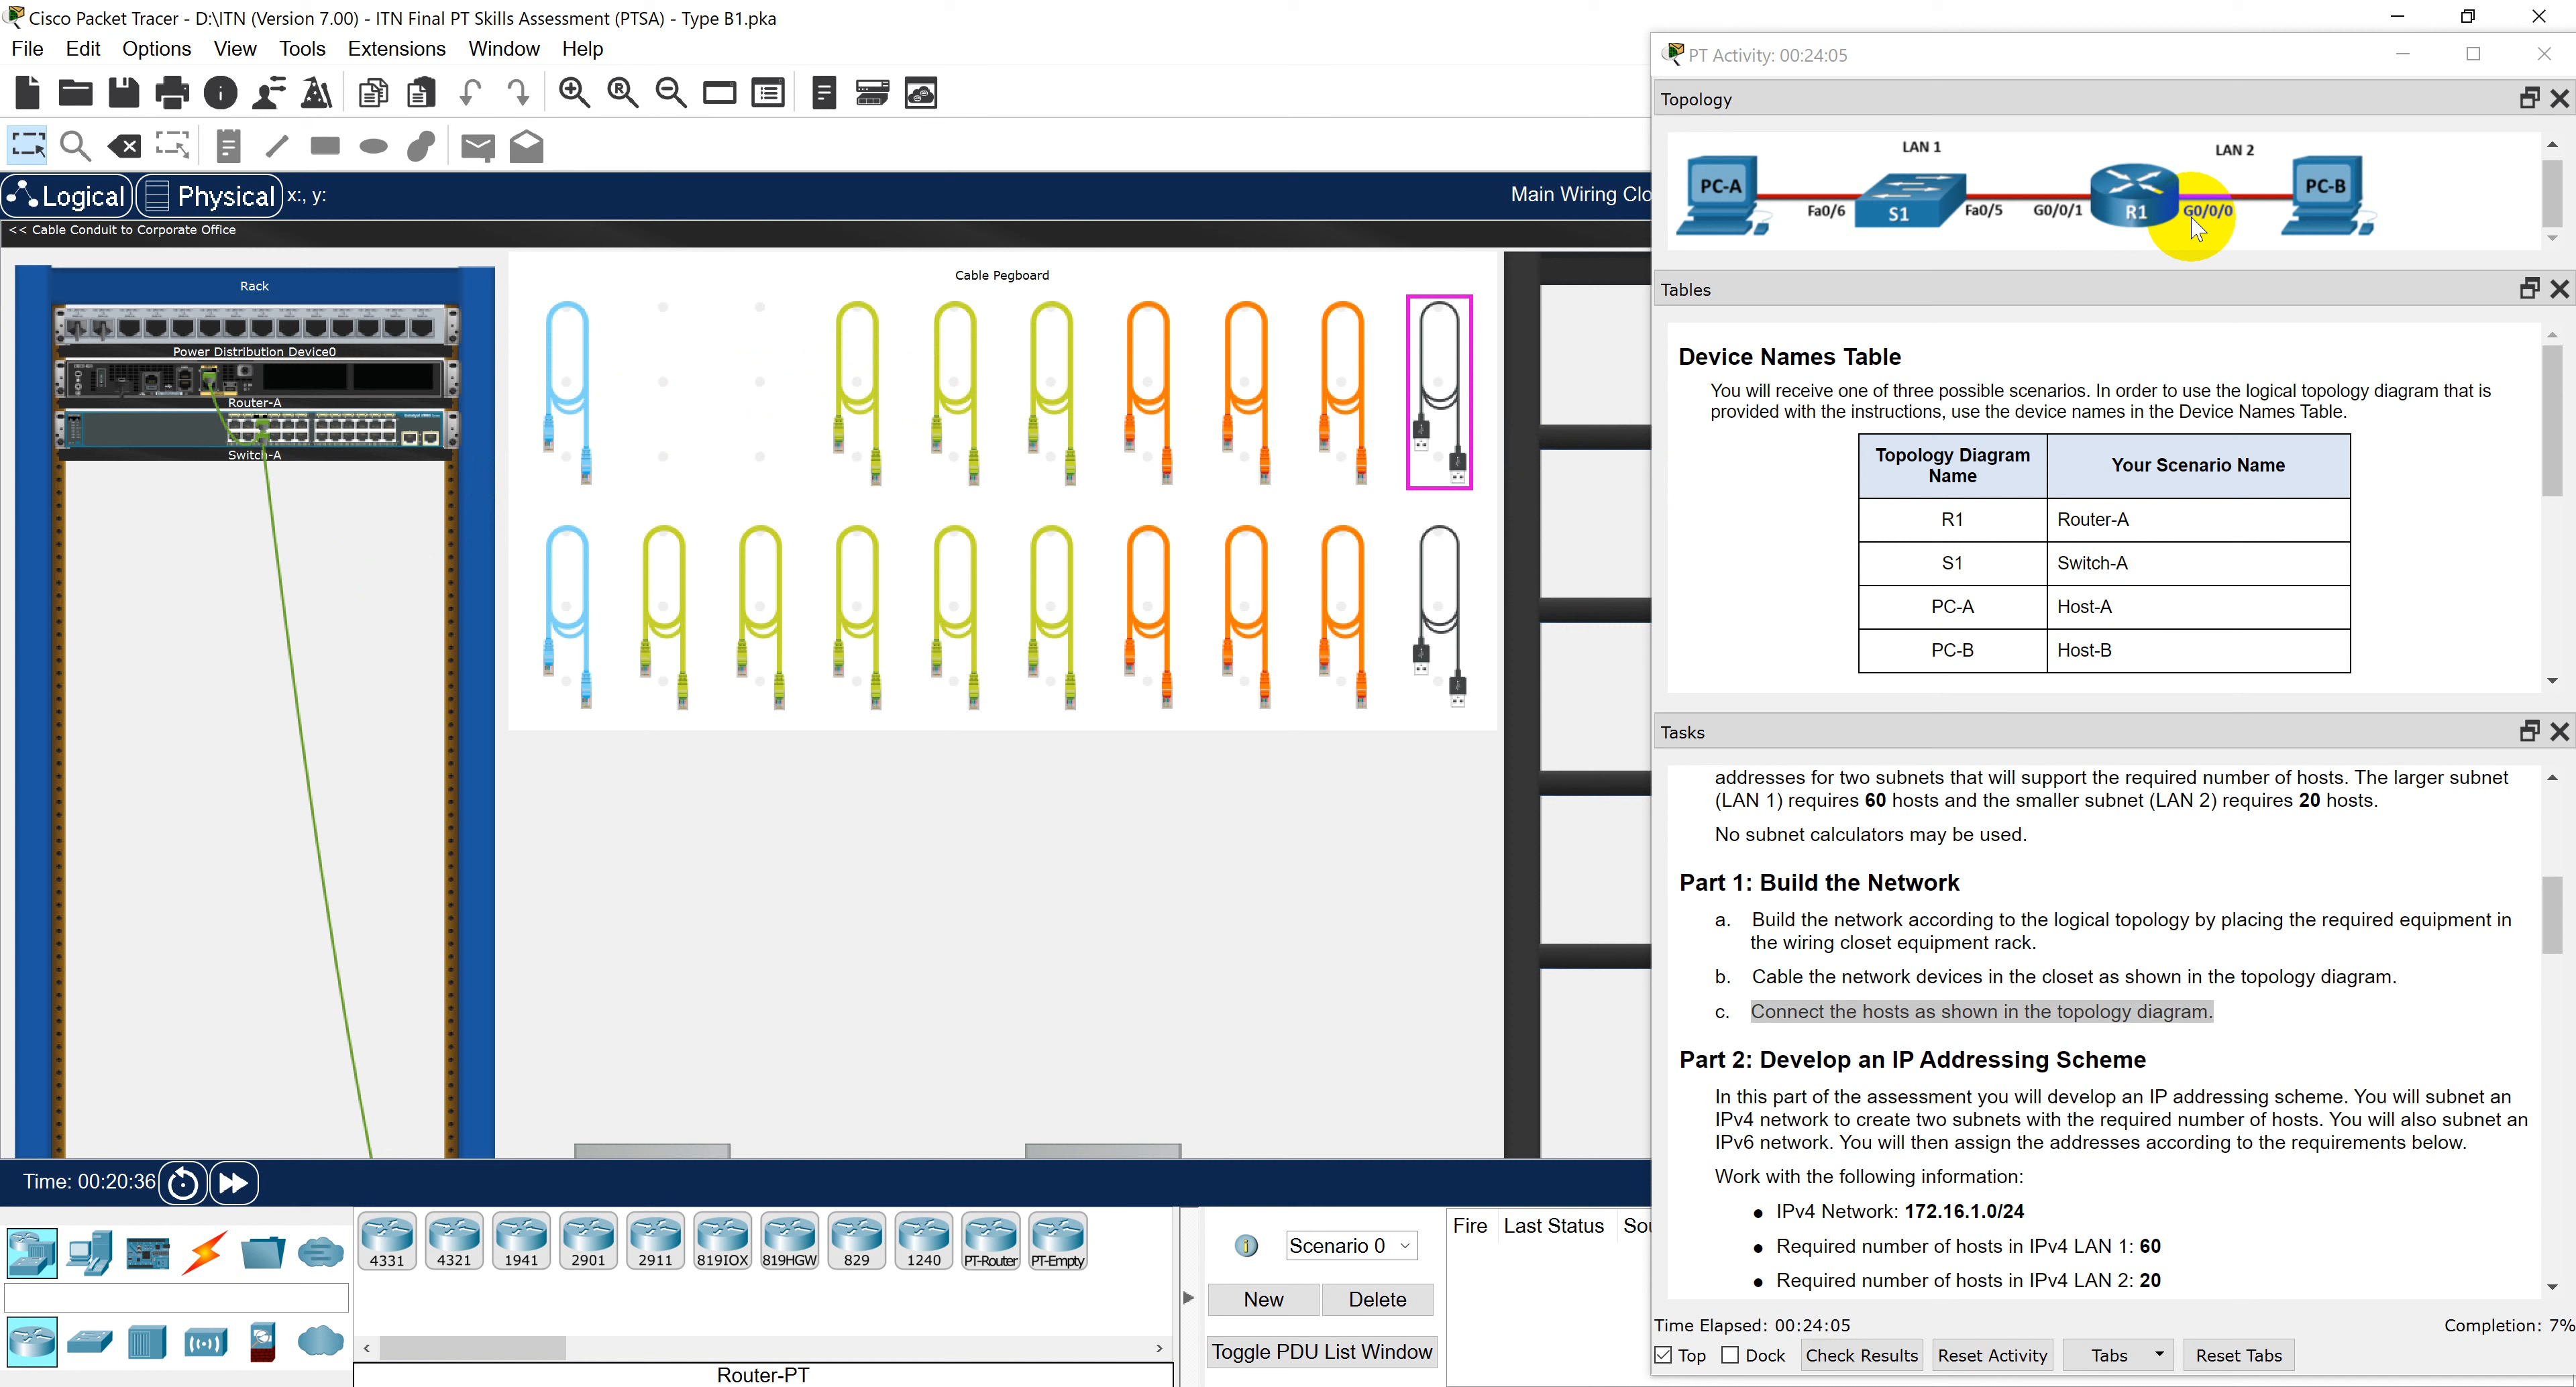 Cisco Packet Tracer - D:\ITN (Version 7.00) - ITN Final PT Skills Assessment (PTSA) - Type B1.pka
File Edit Options View Tools Extensions Window Help
Logical Physical x:, y:
Main Wiring Clo
<< Cable Conduit to Corporate Office
Rack
Power Distribution Device0
Router-A
Switch-A
Cable Pegboard
Time: 00:20:36
4331 4321 1941 2901 2911 819IOX 819HGW 829 1240 PT-Router PT-Empty
Router-PT
Scenario 0
New Delete
Toggle PDU List Window
Fire Last Status Sou
PT Activity: 00:24:05
Topology
LAN 1 LAN 2
PC-A Fa0/6 S1 Fa0/5 G0/0/1 R1 G0/0/0 PC-B
Tables
Device Names Table
You will receive one of three possible scenarios. In order to use the logical topology diagram that is
provided with the instructions, use the device names in the Device Names Table.
Topology Diagram Name Your Scenario Name
R1 Router-A
S1 Switch-A
PC-A Host-A
PC-B Host-B
Tasks
addresses for two subnets that will support the required number of hosts. The larger subnet
(LAN 1) requires 60 hosts and the smaller subnet (LAN 2) requires 20 hosts.
No subnet calculators may be used.
Part 1: Build the Network
a. Build the network according to the logical topology by placing the required equipment in
the wiring closet equipment rack.
b. Cable the network devices in the closet as shown in the topology diagram.
c. Connect the hosts as shown in the topology diagram.
Part 2: Develop an IP Addressing Scheme
In this part of the assessment you will develop an IP addressing scheme. You will subnet an
IPv4 network to create two subnets with the required number of hosts. You will also subnet an
IPv6 network. You will then assign the addresses according to the requirements below.
Work with the following information:
● IPv4 Network: 172.16.1.0/24
● Required number of hosts in IPv4 LAN 1: 60
● Required number of hosts in IPv4 LAN 2: 20
Time Elapsed: 00:24:05 Completion: 7%
Top Dock Check Results Reset Activity Tabs Reset Tabs